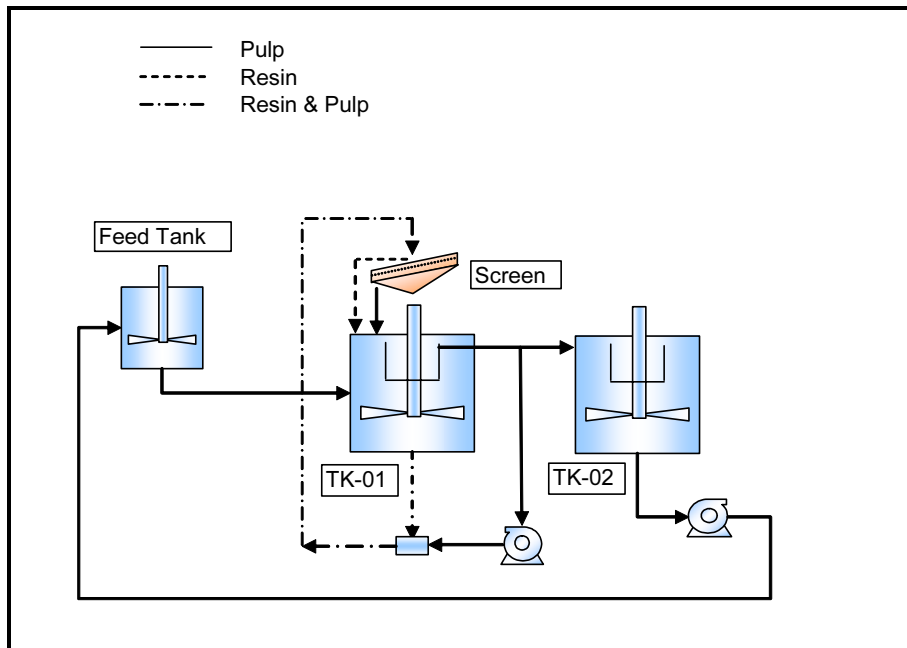 Pulp
Resin
Resin & Pulp
Feed Tank
Screen
TK-01
TK-02